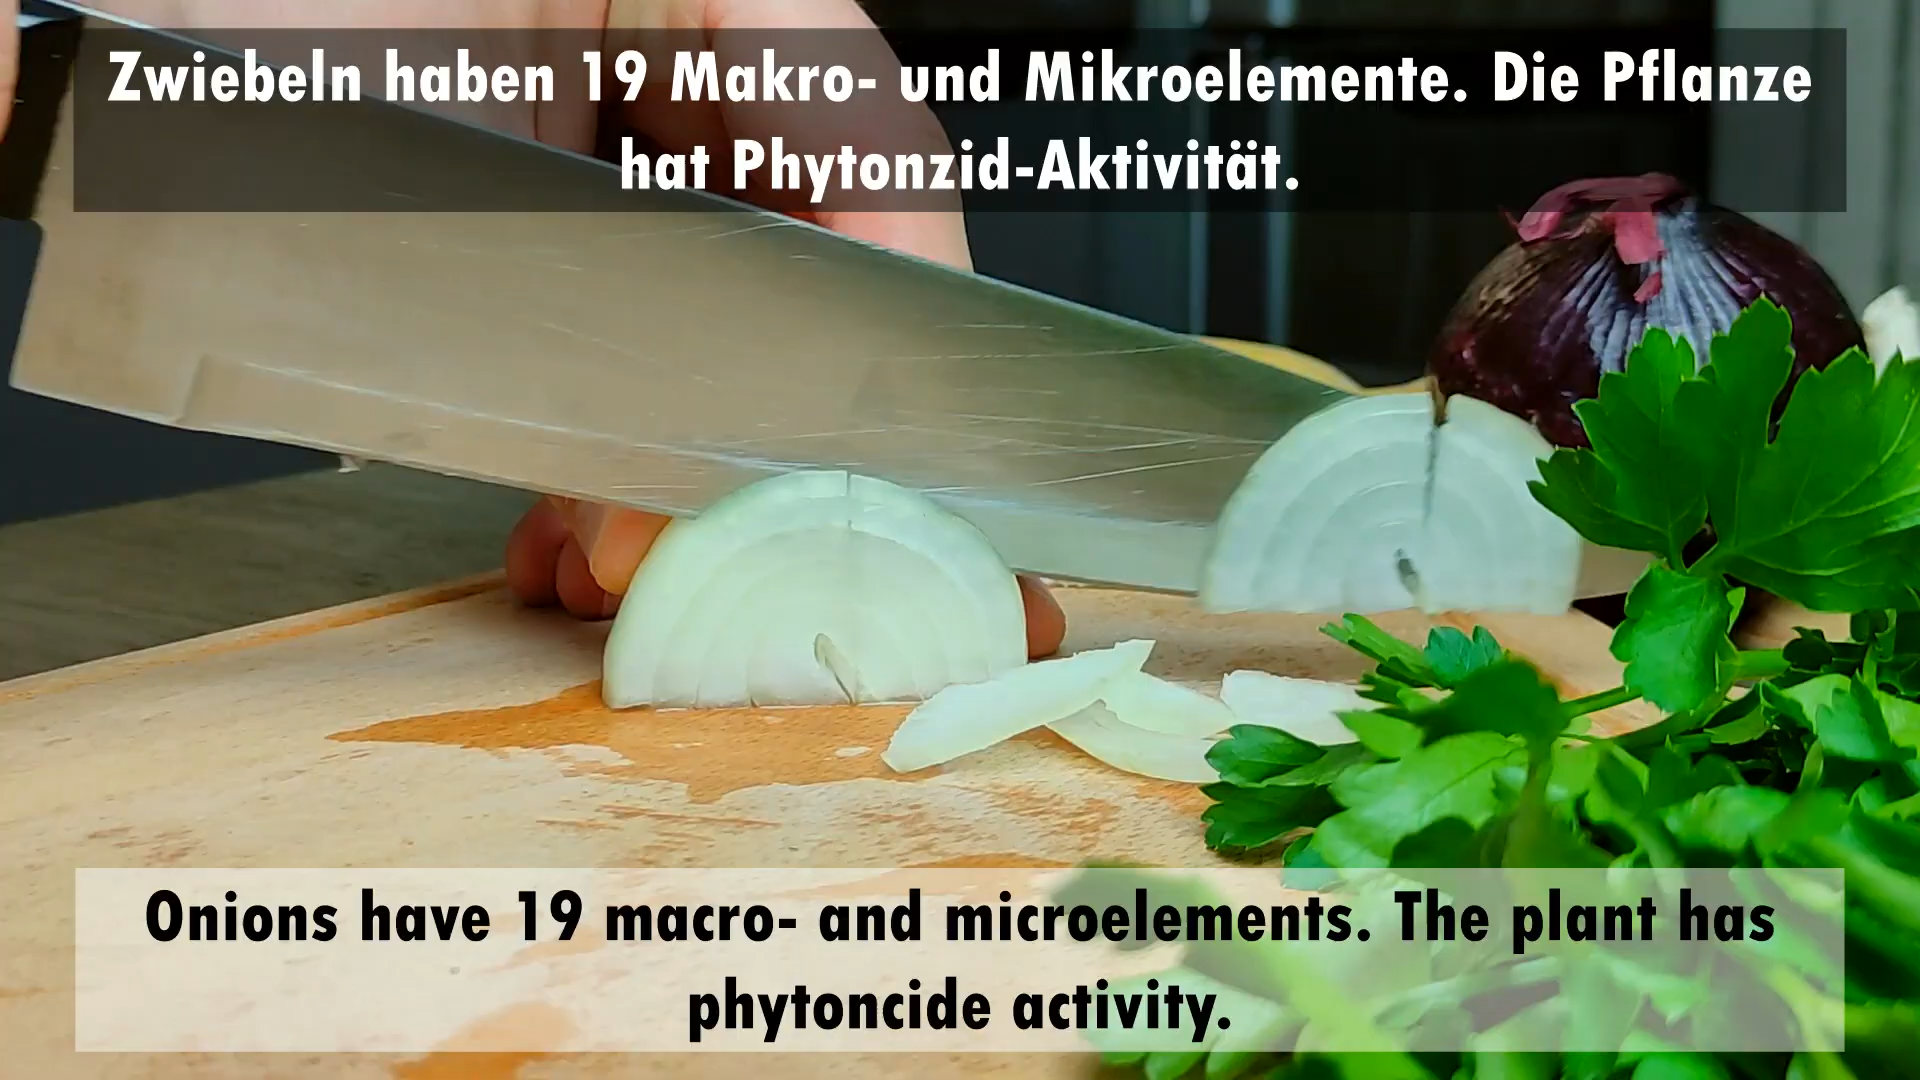 Zwiebeln haben 19 Makro- und Mikroelemente. Die Pflanze
hat Phytonzid-Aktivität.
Onions have 19 macro- and microelements. The plant has
phytoncide activity.